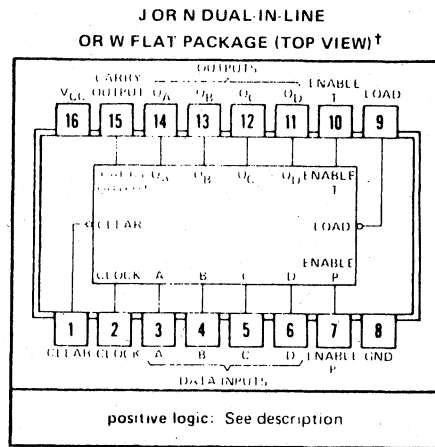 J OR N DUAL-IN-LINE
OR W FLAT PACKAGE (TOP VIEW)†
OUTPUTS
CARRY ENABLE
VCC OUTPUT QA QB QC QD T LOAD
16 15 14 13 12 11 10 9
QA QB QC QD ENABLE
T
CLEAR LOAD
ENABLE
CLOCK A B C D P
1 2 3 4 5 6 7 8
CLEAR CLOCK A B C D ENABLE GND
P
DATA INPUTS
positive logic: See description